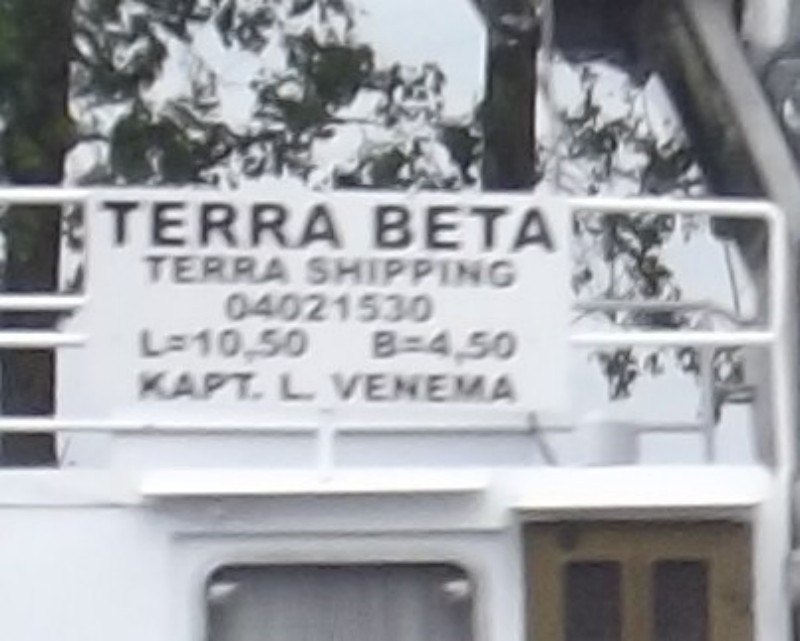 TERRA BETA
TERRA SHIPPING
04021530
L=10,50 B=4,50
KAPT. L. VENEMA